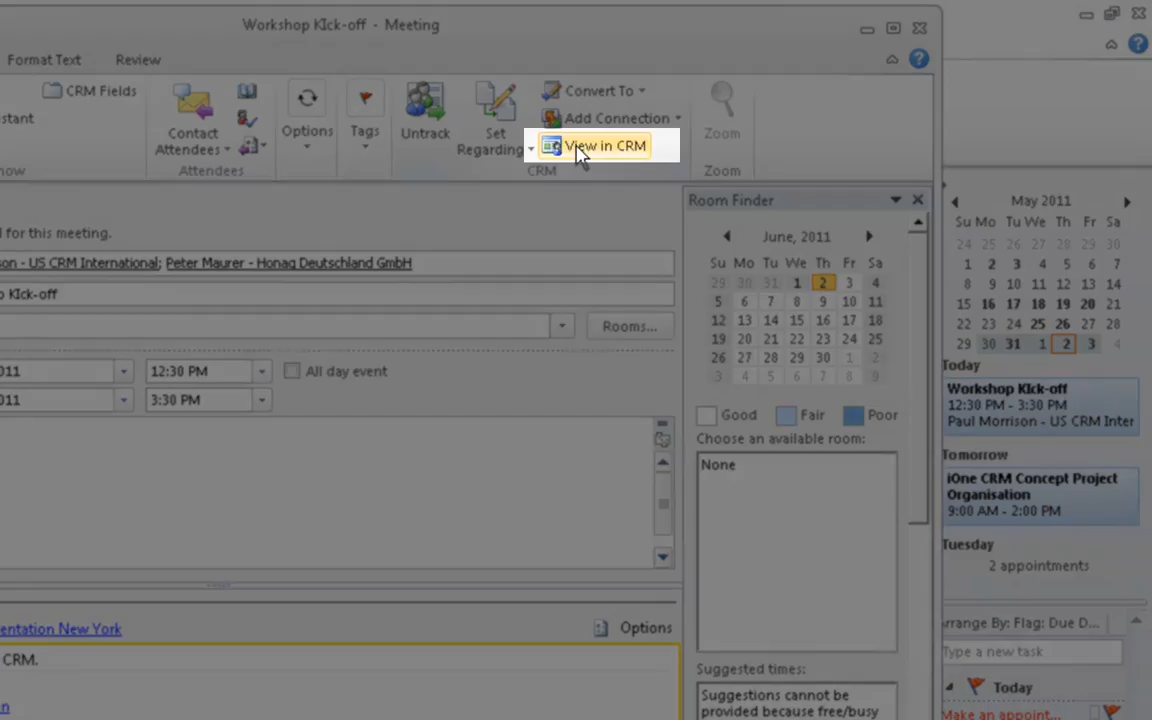 Workshop KIck-off - Meeting
Format Text
Review
CRM Fields
stant
Contact
Attendees
Attendees
Options
Tags
Untrack
Set
Regarding
Convert To
Add Connection
View in CRM
CRM
Zoom
Zoom
now
l for this meeting.
son - US CRM International; Peter Maurer - Honag Deutschland GmbH
p KIck-off
Rooms...
011
12:30 PM
All day event
011
3:30 PM
entation New York
Options
CRM.
n
Room Finder
June, 2011
Su Mo Tu We Th Fr Sa
29 30 31 1 2 3 4
5 6 7 8 9 10 11
12 13 14 15 16 17 18
19 20 21 22 23 24 25
26 27 28 29 30 1 2
3 4 5 6 7 8 9
Good
Fair
Poor
Choose an available room:
None
Suggested times:
Suggestions cannot be
provided because free/busy
May 2011
Su Mo Tu We Th Fr Sa
24 25 26 27 28 29 30
1 2 3 4 5 6 7
8 9 10 11 12 13 14
15 16 17 18 19 20 21
22 23 24 25 26 27 28
29 30 31 1 2 3 4
Today
Workshop KIck-off
12:30 PM - 3:30 PM
Paul Morrison - US CRM Inter
Tomorrow
iOne CRM Concept Project
Organisation
9:00 AM - 2:00 PM
Tuesday
2 appointments
Arrange By: Flag: Due D...
Type a new task
Today
Make an appoint...